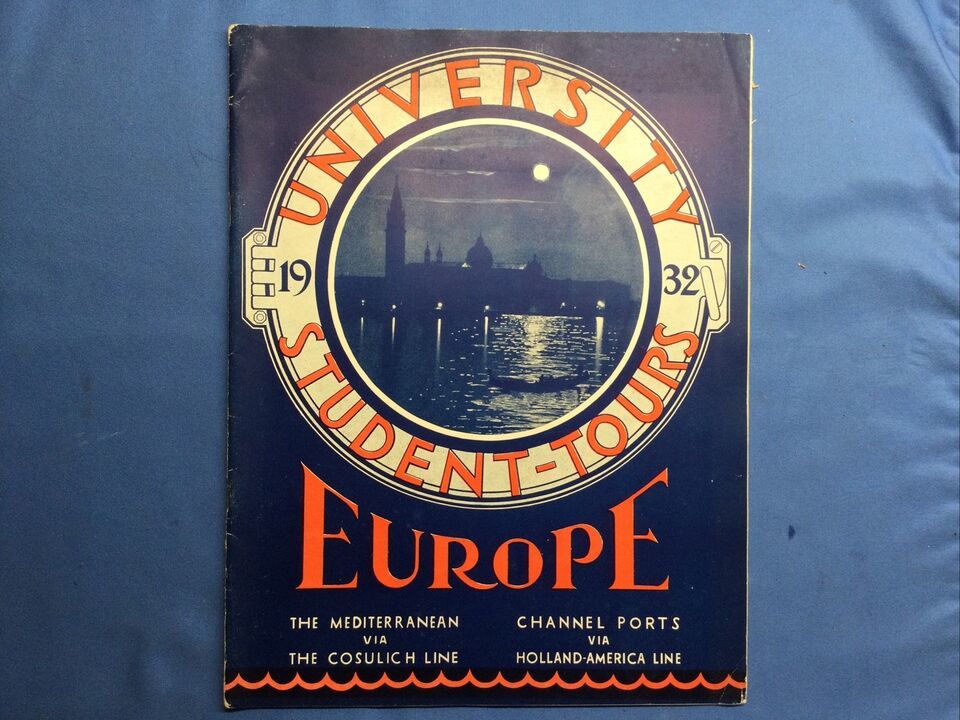 UNIVERSITY
19 32
STUDENT-TOURS
EUROPE
THE MEDITERRANEAN
VIA
THE COSULICH LINE
CHANNEL PORTS
VIA
HOLLAND-AMERICA LINE